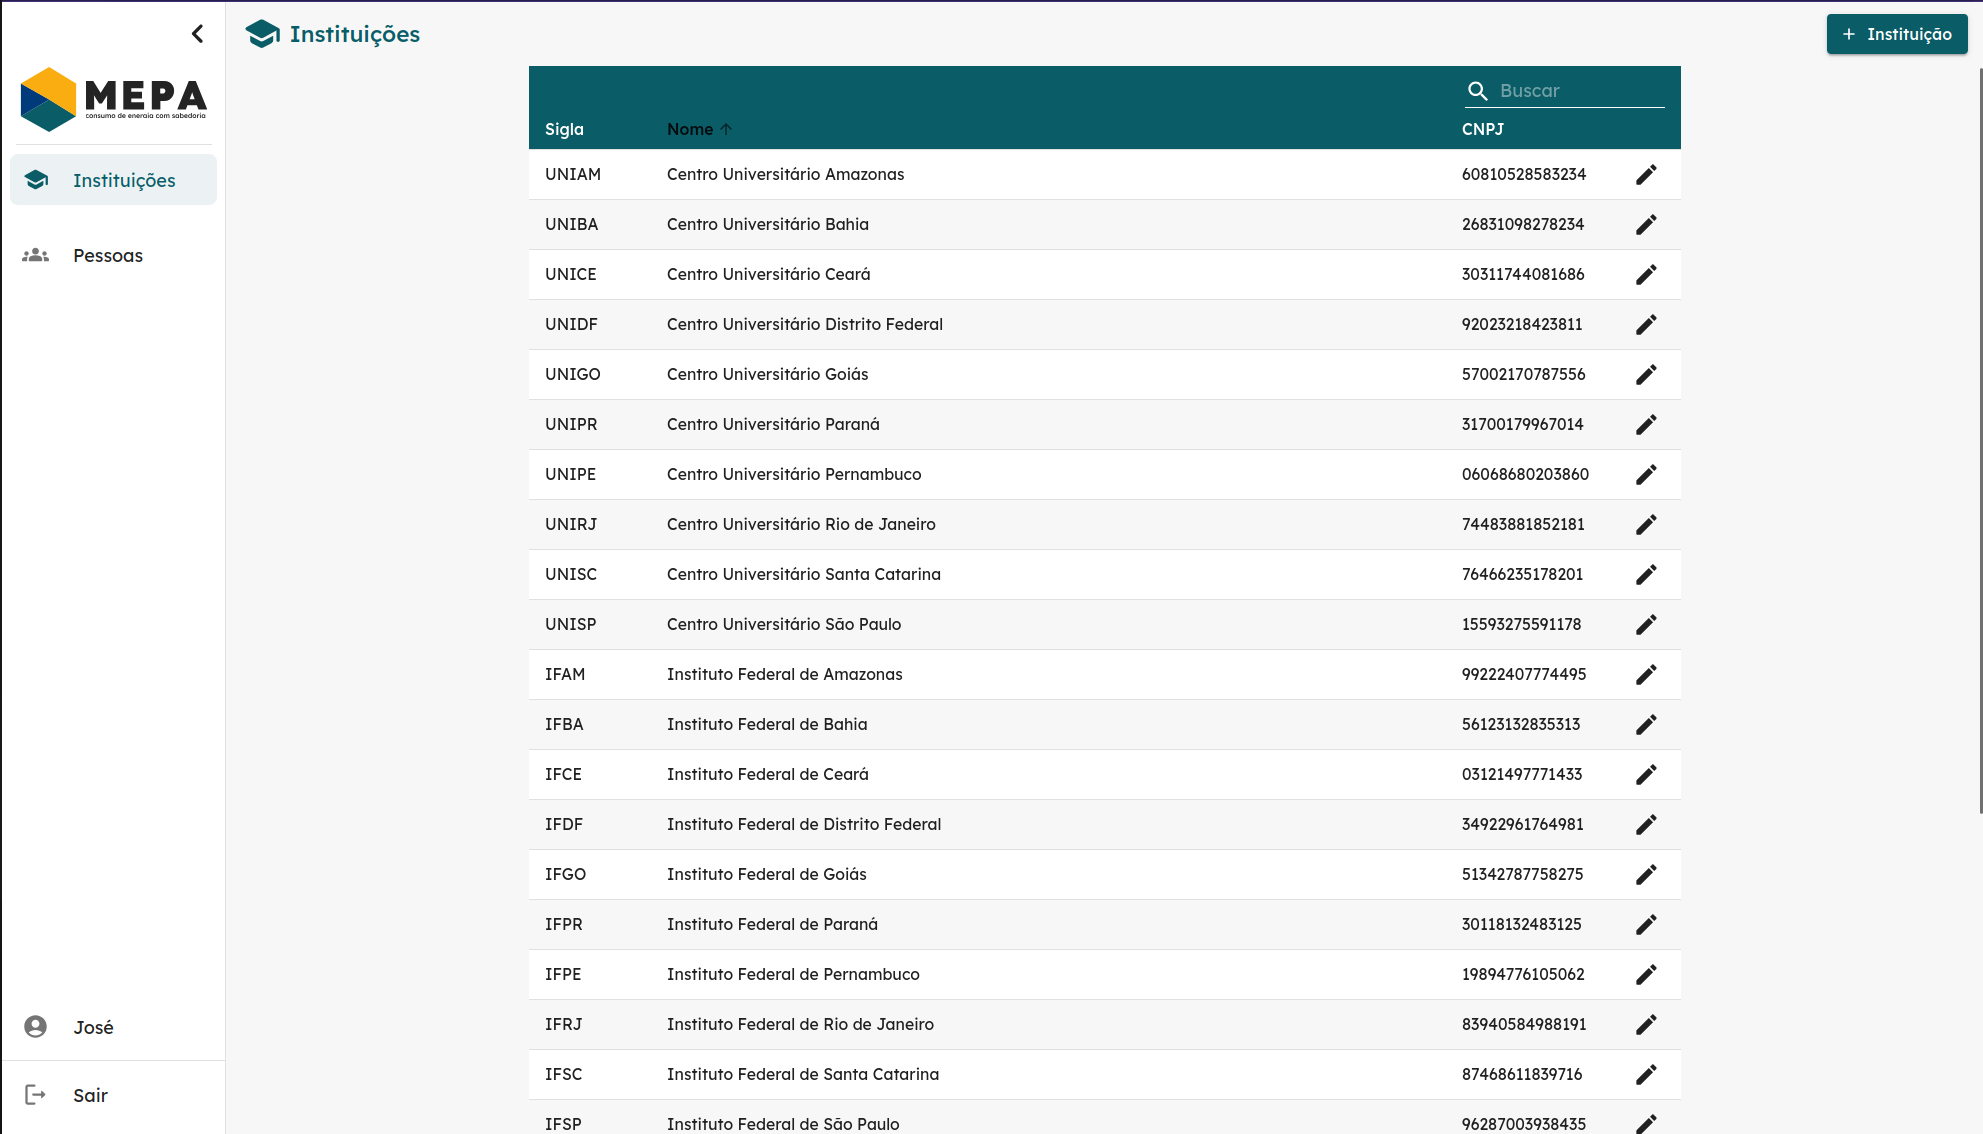 Instituições
+ Instituição
MEPA
consumo de energia com sabedoria
Instituições
Pessoas
José
Sair
Buscar
Sigla Nome CNPJ
UNIAM Centro Universitário Amazonas 60810528583234
UNIBA Centro Universitário Bahia 26831098278234
UNICE Centro Universitário Ceará 30311744081686
UNIDF Centro Universitário Distrito Federal 92023218423811
UNIGO Centro Universitário Goiás 57002170787556
UNIPR Centro Universitário Paraná 31700179967014
UNIPE Centro Universitário Pernambuco 06068680203860
UNIRJ Centro Universitário Rio de Janeiro 74483881852181
UNISC Centro Universitário Santa Catarina 76466235178201
UNISP Centro Universitário São Paulo 15593275591178
IFAM Instituto Federal de Amazonas 99222407774495
IFBA Instituto Federal de Bahia 56123132835313
IFCE Instituto Federal de Ceará 03121497771433
IFDF Instituto Federal de Distrito Federal 34922961764981
IFGO Instituto Federal de Goiás 51342787758275
IFPR Instituto Federal de Paraná 30118132483125
IFPE Instituto Federal de Pernambuco 19894776105062
IFRJ Instituto Federal de Rio de Janeiro 83940584988191
IFSC Instituto Federal de Santa Catarina 87468611839716
IFSP Instituto Federal de São Paulo 96287003938435